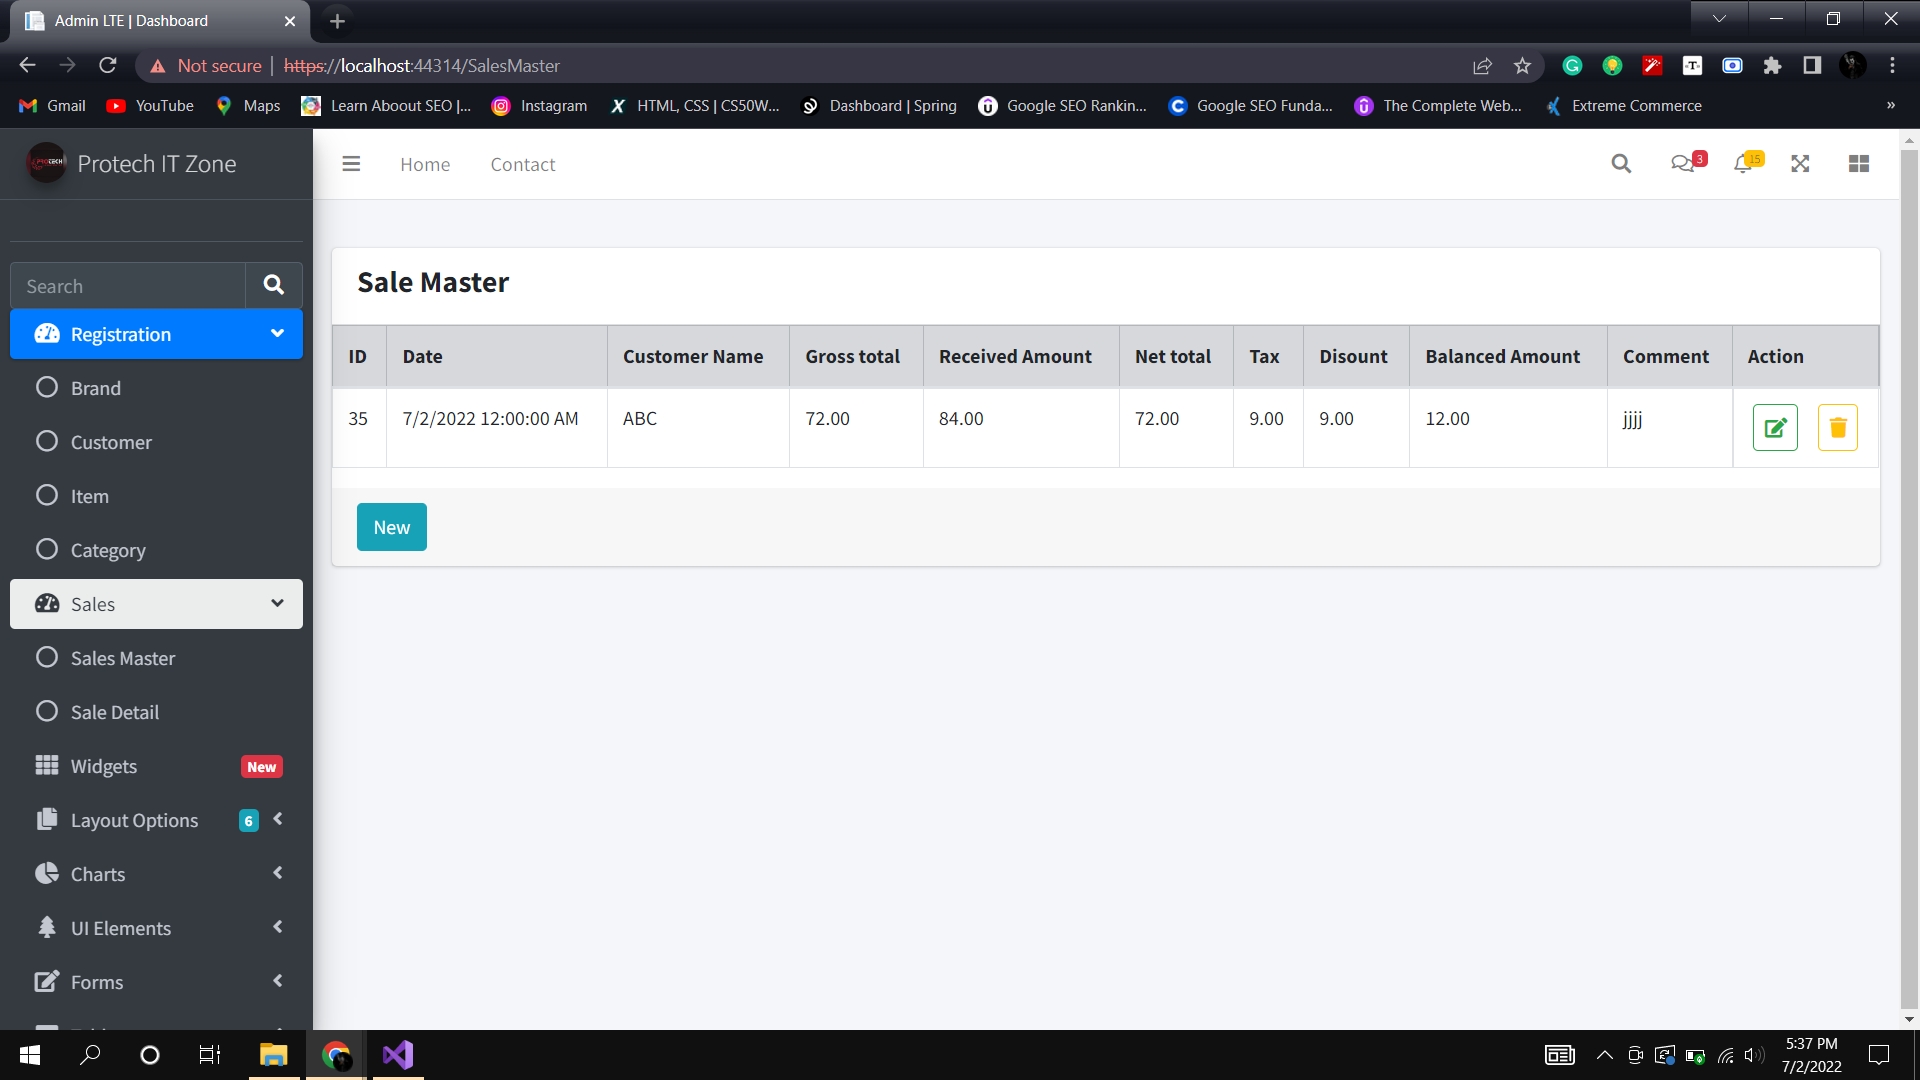 Admin LTE | Dashboard
Not secure | https://localhost:44314/SalesMaster
Gmail YouTube Maps Learn Aboout SEO |... Instagram HTML, CSS | CS50W... Dashboard | Spring Google SEO Rankin... Google SEO Funda... The Complete Web... Extreme Commerce »
Protech IT Zone
Home Contact 3 15
Search
Registration
Brand
Customer
Item
Category
Sales
Sales Master
Sale Detail
Widgets New
Layout Options 6
Charts
UI Elements
Forms
Sale Master
ID Date Customer Name Gross total Received Amount Net total Tax Disount Balanced Amount Comment Action
35 7/2/2022 12:00:00 AM ABC 72.00 84.00 72.00 9.00 9.00 12.00 jjjj
New
5:37 PM
7/2/2022